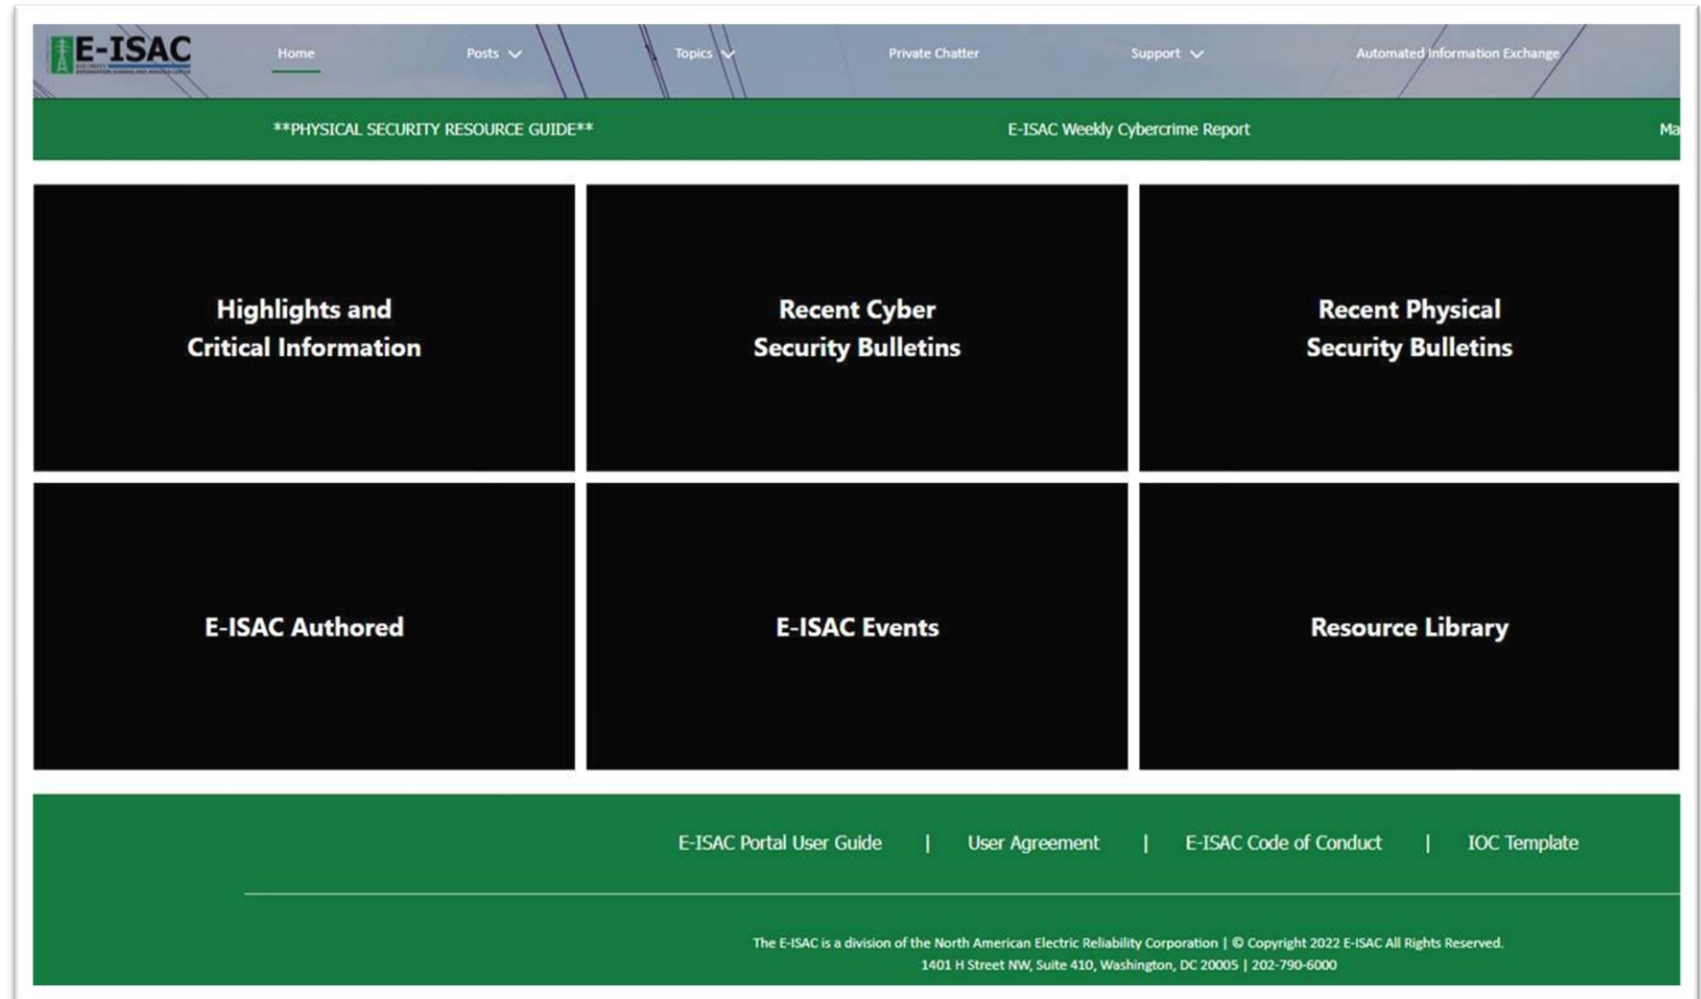 E-ISAC
Home
Posts
Topics
Private Chatter
Support
Automated Information Exchange
**PHYSICAL SECURITY RESOURCE GUIDE**
E-ISAC Weekly Cybercrime Report
Ma
Highlights and
Critical Information
Recent Cyber
Security Bulletins
Recent Physical
Security Bulletins
E-ISAC Authored
E-ISAC Events
Resource Library
E-ISAC Portal User Guide | User Agreement | E-ISAC Code of Conduct | IOC Template
The E-ISAC is a division of the North American Electric Reliability Corporation | © Copyright 2022 E-ISAC All Rights Reserved.
1401 H Street NW, Suite 410, Washington, DC 20005 | 202-790-6000